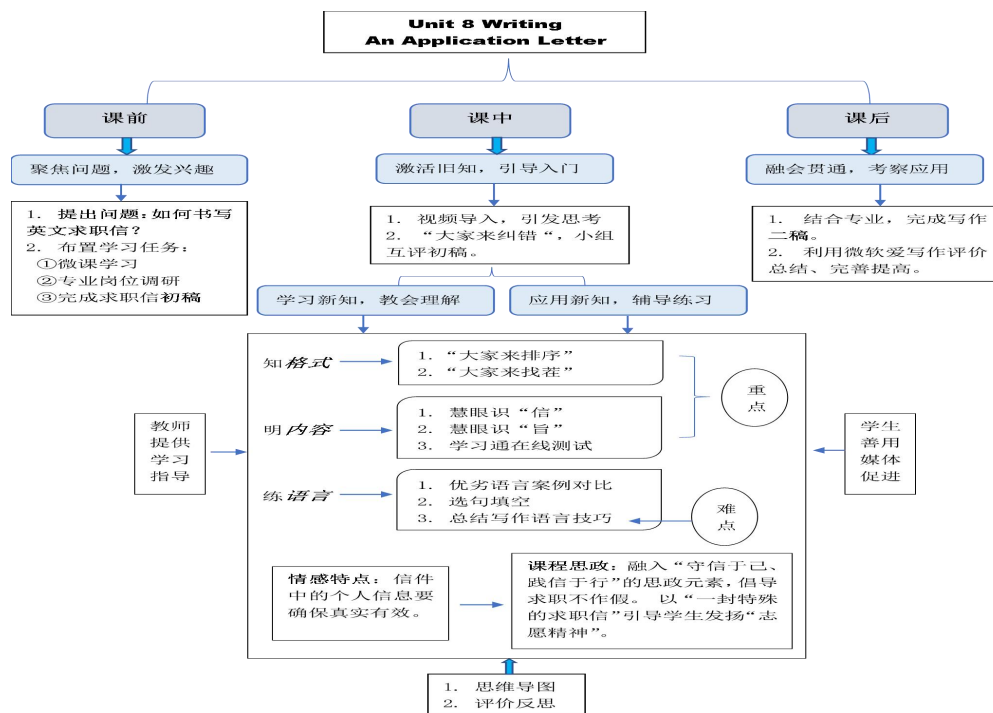 Unit 8 Writing
An Application Letter
课前
课中
课后
聚焦问题，激发兴趣
激活旧知，引导入门
融会贯通，考察应用
1. 提出问题：如何书写
英文求职信？
2. 布置学习任务：
①微课学习
②专业岗位调研
③完成求职信初稿
1. 视频导入，引发思考
2. “大家来纠错“，小组
互评初稿。
1. 结合专业，完成写作
二稿。
2. 利用微软爱写作评价
总结、完善提高。
学习新知，教会理解
应用新知，辅导练习
知格式
1. “大家来排序”
2. “大家来找茬”
重
点
教师
提供
学习
指导
明内容
1. 慧眼识“信”
2. 慧眼识“旨”
3. 学习通在线测试
学生
善用
媒体
促进
练语言
1. 优劣语言案例对比
2. 选句填空
3. 总结写作语言技巧
难
点
情感特点：信件
中的个人信息要
确保真实有效。
课程思政：融入“守信于己、
践信于行”的思政元素，倡导
求职不作假。 以“一封特殊
的求职信”引导学生发扬“志
愿精神”。
1. 思维导图
2. 评价反思